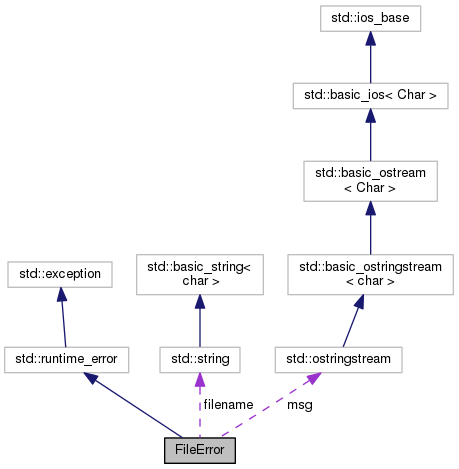 std::ios_base
std::basic_ios< Char >
std::basic_ostream
< Char >
std::basic_string<
char >
std::basic_ostringstream
< char >
std::exception
std::runtime_error
std::string
std::ostringstream
filename
msg
FileError